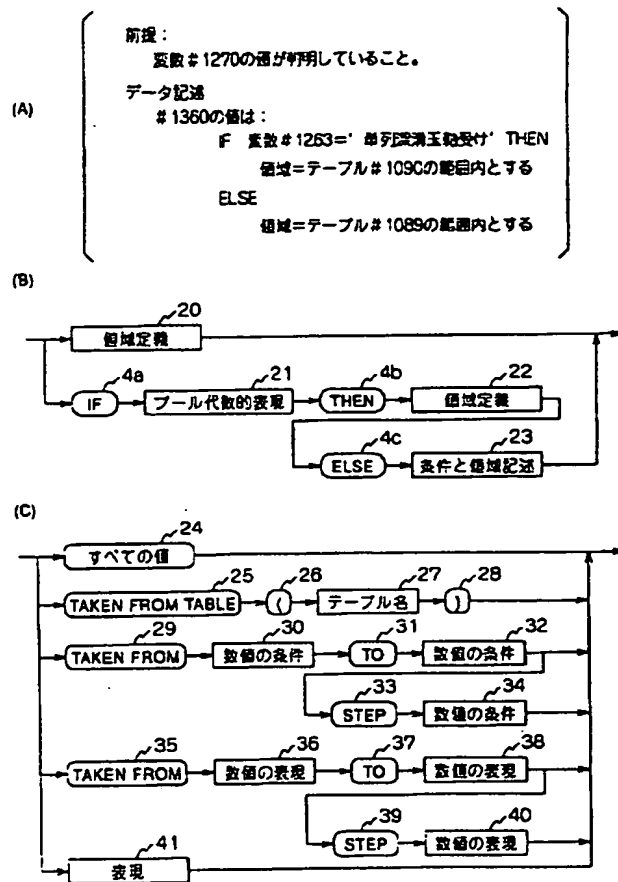 (A)
前提：
変数＃1270の値が判明していること。
データ記述
＃1360の値は：
IF 変数＃1263=' 単列深溝玉軸受け' THEN
値域=テーブル＃1090の範囲内とする
ELSE
値域=テーブル＃1089の範囲内とする
(B)
20
値域定義
4a 21 4b 22
IF ブール代数的表現 THEN 値域定義
4c 23
ELSE 条件と値域記述
(C)
24
すべての値
25 26 27 28
TAKEN FROM TABLE ( テーブル名 )
29 30 31 32
TAKEN FROM 数値の条件 TO 数値の条件
33 34
STEP 数値の条件
35 36 37 38
TAKEN FROM 数値の表現 TO 数値の表現
39 40
STEP 数値の表現
41
表現